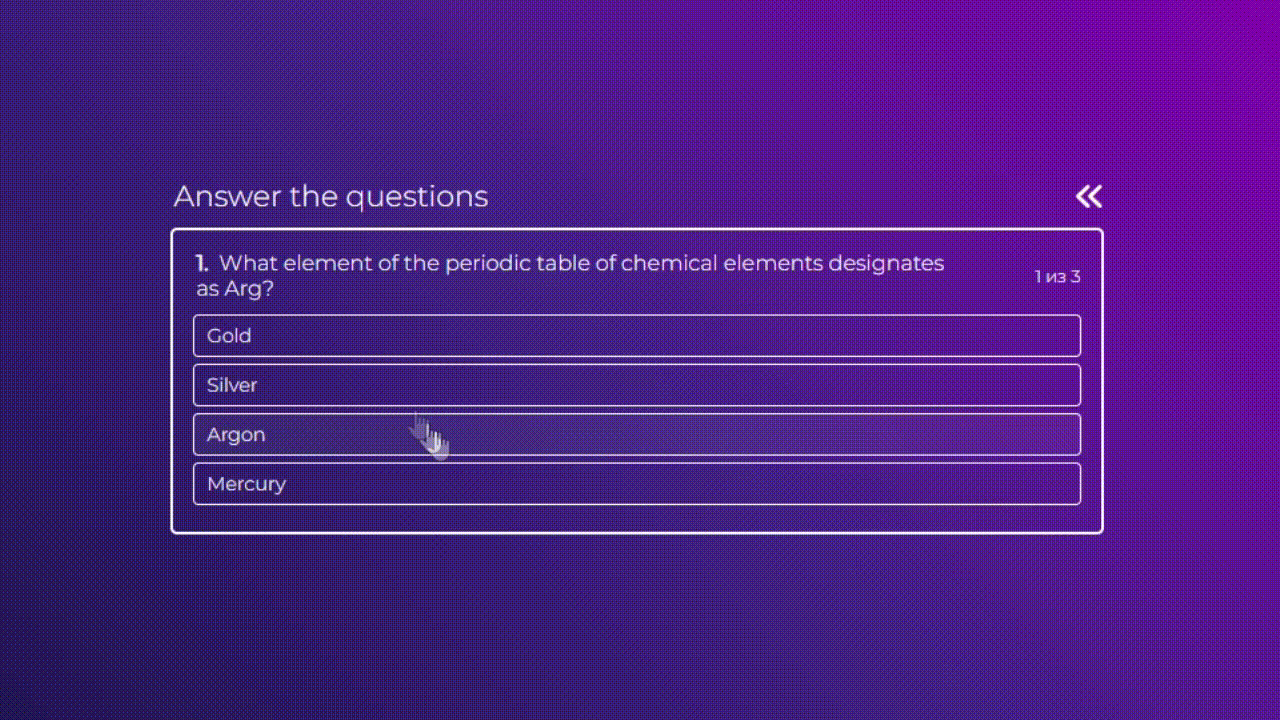 Answer the questions
1. What element of the periodic table of chemical elements designates
as Arg?
1 из 3
Gold
Silver
Argon
Mercury